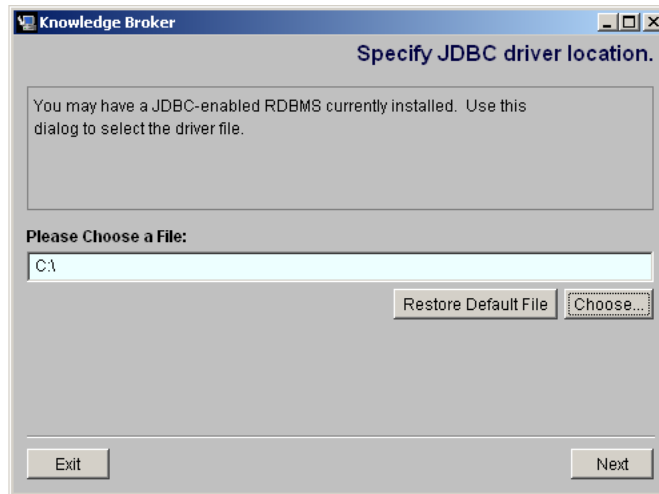 Knowledge Broker
Specify JDBC driver location.
You may have a JDBC-enabled RDBMS currently installed.  Use this
dialog to select the driver file.
Please Choose a File:
C:\
Restore Default File
Choose...
Exit
Next